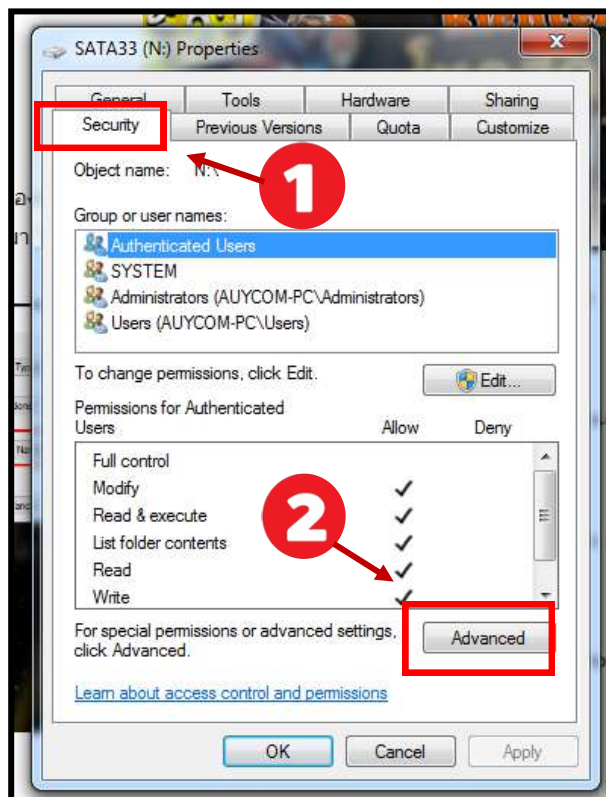 SATA33 (N:) Properties
General Tools Hardware Sharing
Security Previous Versions Quota Customize
Object name: N:\
1
Group or user names:
Authenticated Users
SYSTEM
Administrators (AUYCOM-PC\Administrators)
Users (AUYCOM-PC\Users)
To change permissions, click Edit.
Edit...
Permissions for Authenticated
Users Allow Deny
Full control
Modify
2
Read & execute
List folder contents
Read
Write
For special permissions or advanced settings,
click Advanced.
Advanced
Learn about access control and permissions
OK Cancel Apply